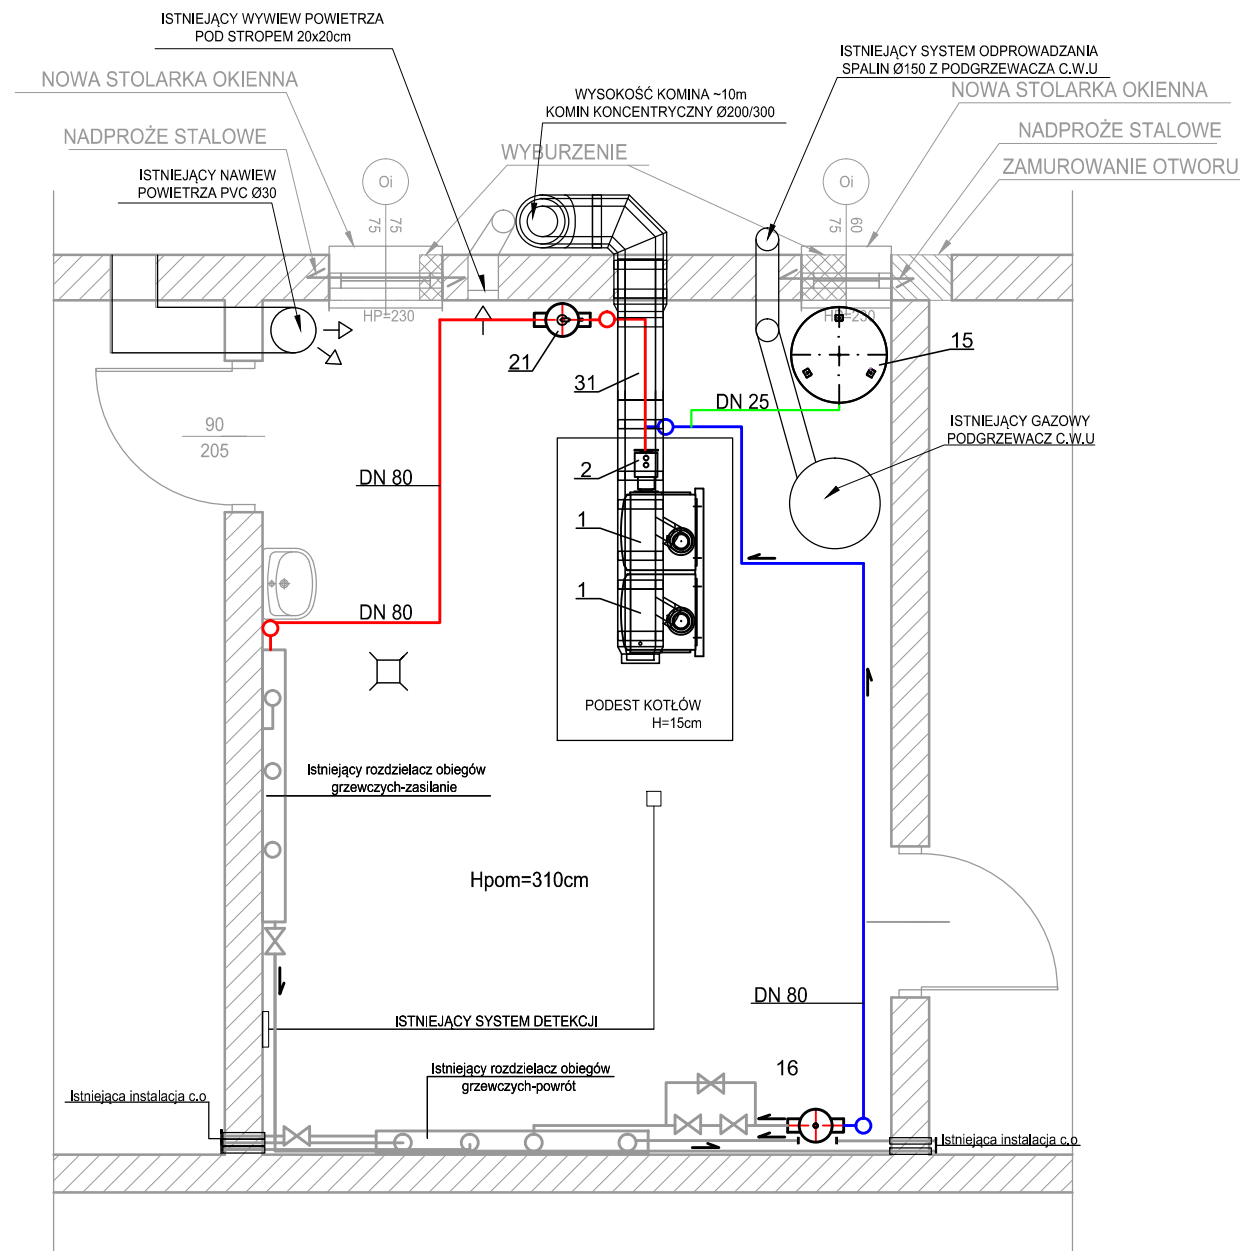 ISTNIEJĄCY WYWIEW POWIETRZA
POD STROPEM 20x20cm
ISTNIEJĄCY SYSTEM ODPROWADZANIA
SPALIN Ø150 Z PODGRZEWACZA C.W.U
NOWA STOLARKA OKIENNA
WYSOKOŚĆ KOMINA ~10m
KOMIN KONCENTRYCZNY Ø200/300
NOWA STOLARKA OKIENNA
NADPROŻE STALOWE
NADPROŻE STALOWE
WYBURZENIE
ZAMUROWANIE OTWORU
ISTNIEJĄCY NAWIEW
POWIETRZA PVC Ø30
Oi
Oi
75
75
75
60
HP=230
HP=230
21
15
31
DN 25
90
205
ISTNIEJĄCY GAZOWY
PODGRZEWACZ C.W.U
DN 80
2
1
1
DN 80
PODEST KOTŁÓW
H=15cm
Istniejący rozdzielacz obiegów
grzewczych-zasilanie
Hpom=310cm
DN 80
ISTNIEJĄCY SYSTEM DETEKCJI
Istniejący rozdzielacz obiegów
grzewczych-powrót
16
Istniejąca instalacja c.o
Istniejąca instalacja c.o